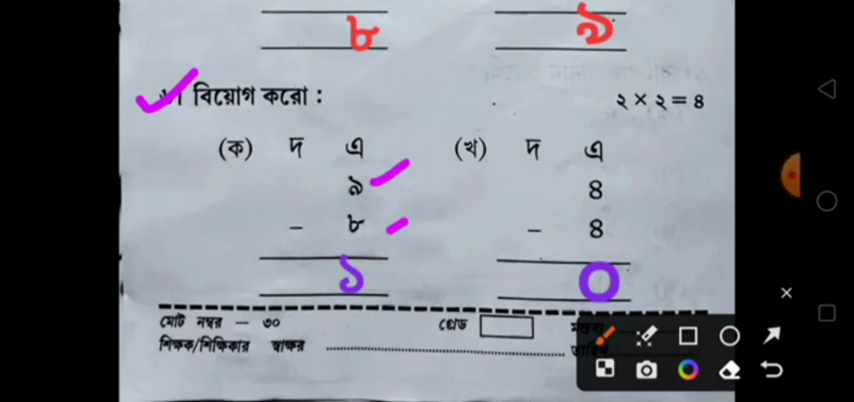 ৮ ৯
বিয়োগ করো : ২ × ২ = ৪
(ক) দ এ (খ) দ এ
৯ ৪
– ৮ – ৪
১ ০
মোট নম্বর – ৩০ গ্রেড
শিক্ষক/শিক্ষিকার স্বাক্ষর